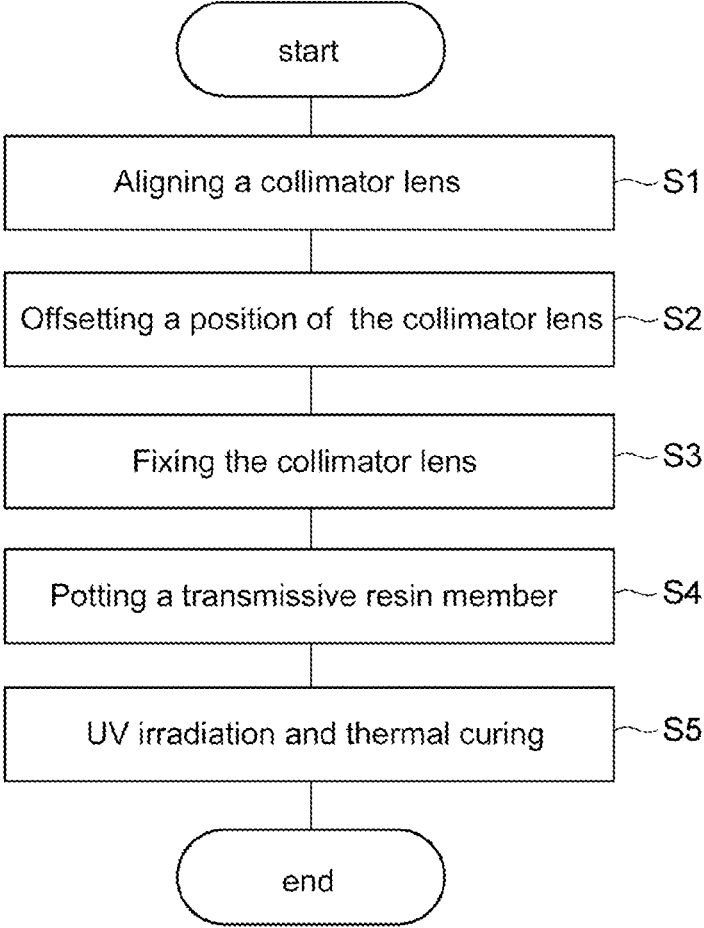 start
Aligning a collimator lens
S1
Offsetting a position of the collimator lens
S2
Fixing the collimator lens
S3
Potting a transmissive resin member
S4
UV irradiation and thermal curing
S5
end